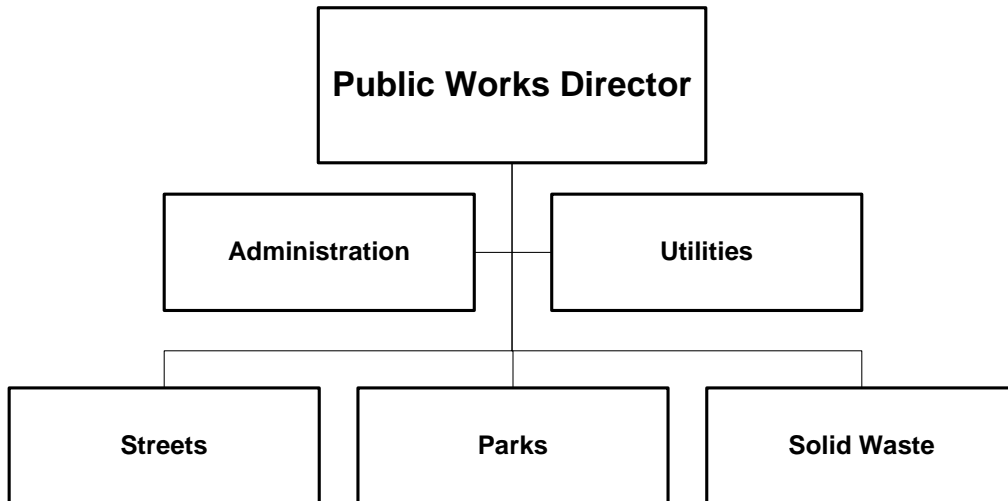 Public Works Director
Administration
Utilities
Streets
Parks
Solid Waste